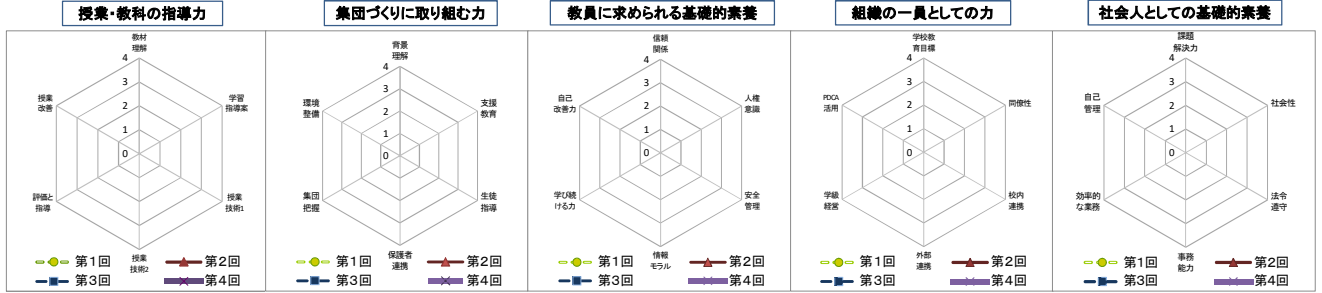 授業・教科の指導力
教材
理解
4
3
2
1
0
学習
指導案
授業
技術1
授業
技術2
評価と
指導
授業
改善
第1回
第2回
第3回
第4回
集団づくりに取り組む力
背景
理解
4
3
2
1
0
支援
教育
生徒
指導
保護者
連携
集団
把握
環境
整備
第1回
第2回
第3回
第4回
教員に求められる基礎的素養
信頼
関係
4
3
2
1
0
人権
意識
安全
管理
情報
モラル
学び続
ける力
自己
改善力
第1回
第2回
第3回
第4回
組織の一員としての力
学校教
育目標
4
3
2
1
0
同僚性
校内
連携
外部
連携
学級
経営
PDCA
活用
第1回
第2回
第3回
第4回
社会人としての基礎的素養
課題
解決力
4
3
2
1
0
社会性
法令
遵守
事務
能力
効率的
な業務
自己
管理
第1回
第2回
第3回
第4回